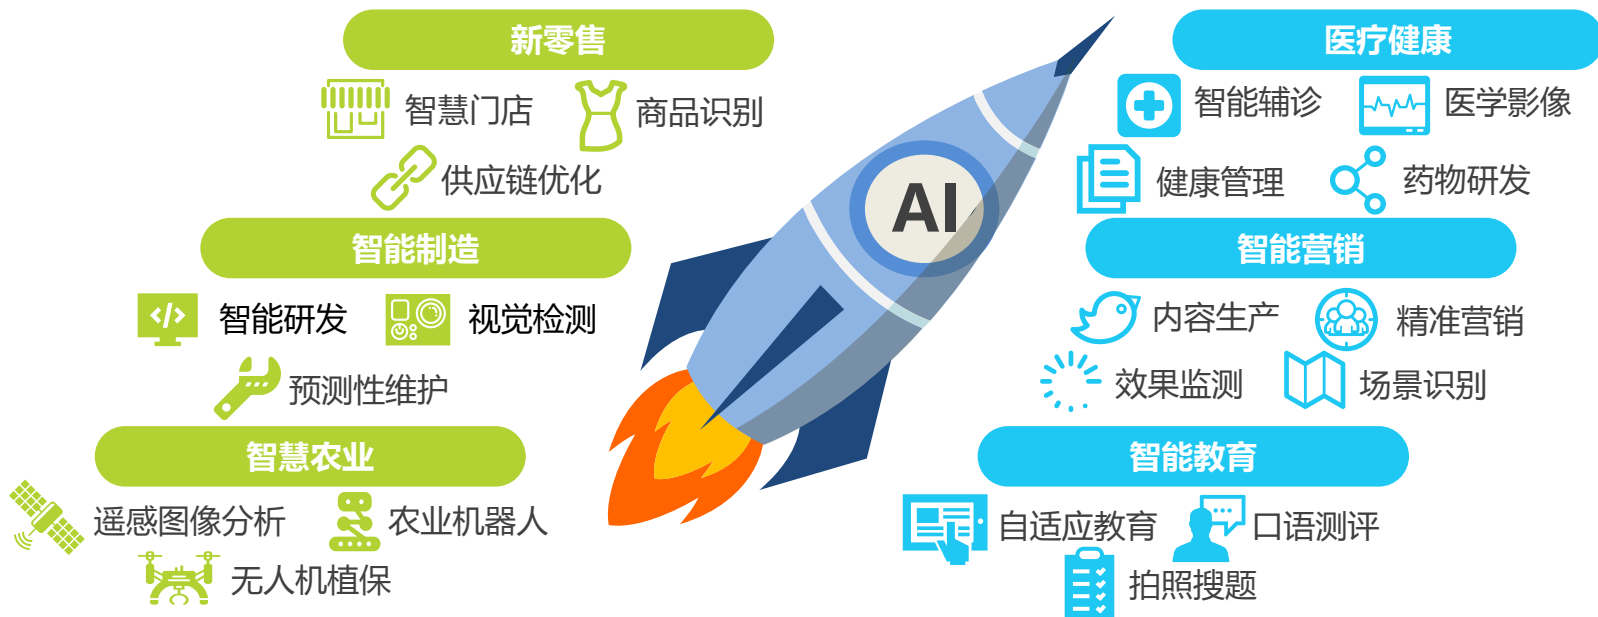 新零售
智慧门店
商品识别
供应链优化
智能制造
智能研发
视觉检测
预测性维护
智慧农业
遥感图像分析
农业机器人
无人机植保
AI
医疗健康
智能辅诊
医学影像
健康管理
药物研发
智能营销
内容生产
精准营销
效果监测
场景识别
智能教育
自适应教育
口语测评
拍照搜题